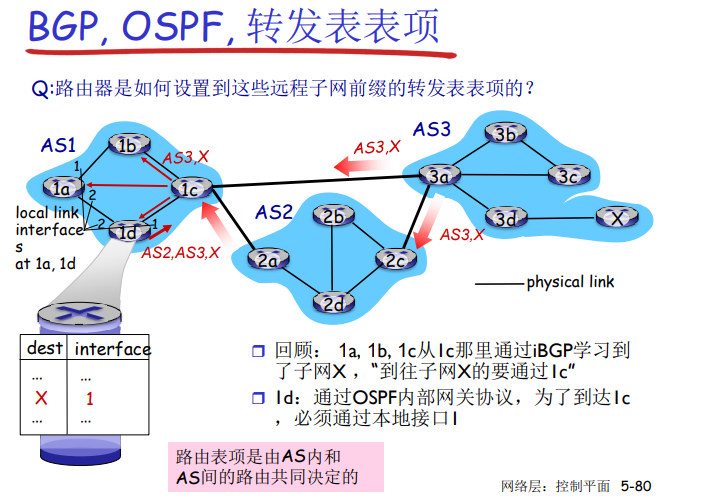 BGP, OSPF, 转发表表项
Q:路由器是如何设置到这些远程子网前缀的转发表表项的？
AS1
1b
AS3,X
1
1a
2
1c
local link
interface
s
at 1a, 1d
2
1d
1
AS2,AS3,X
AS3,X
AS3
3b
3a
3c
3d
X
AS3,X
AS2
2b
2a
2c
2d
physical link
dest interface
… …
X 1
… …
回顾： 1a, 1b, 1c从1c那里通过iBGP学习到
了子网X ，“到往子网X的要通过1c”
1d：通过OSPF内部网关协议，为了到达1c
，必须通过本地接口1
路由表项是由AS内和
AS间的路由共同决定的
网络层：控制平面 5-80